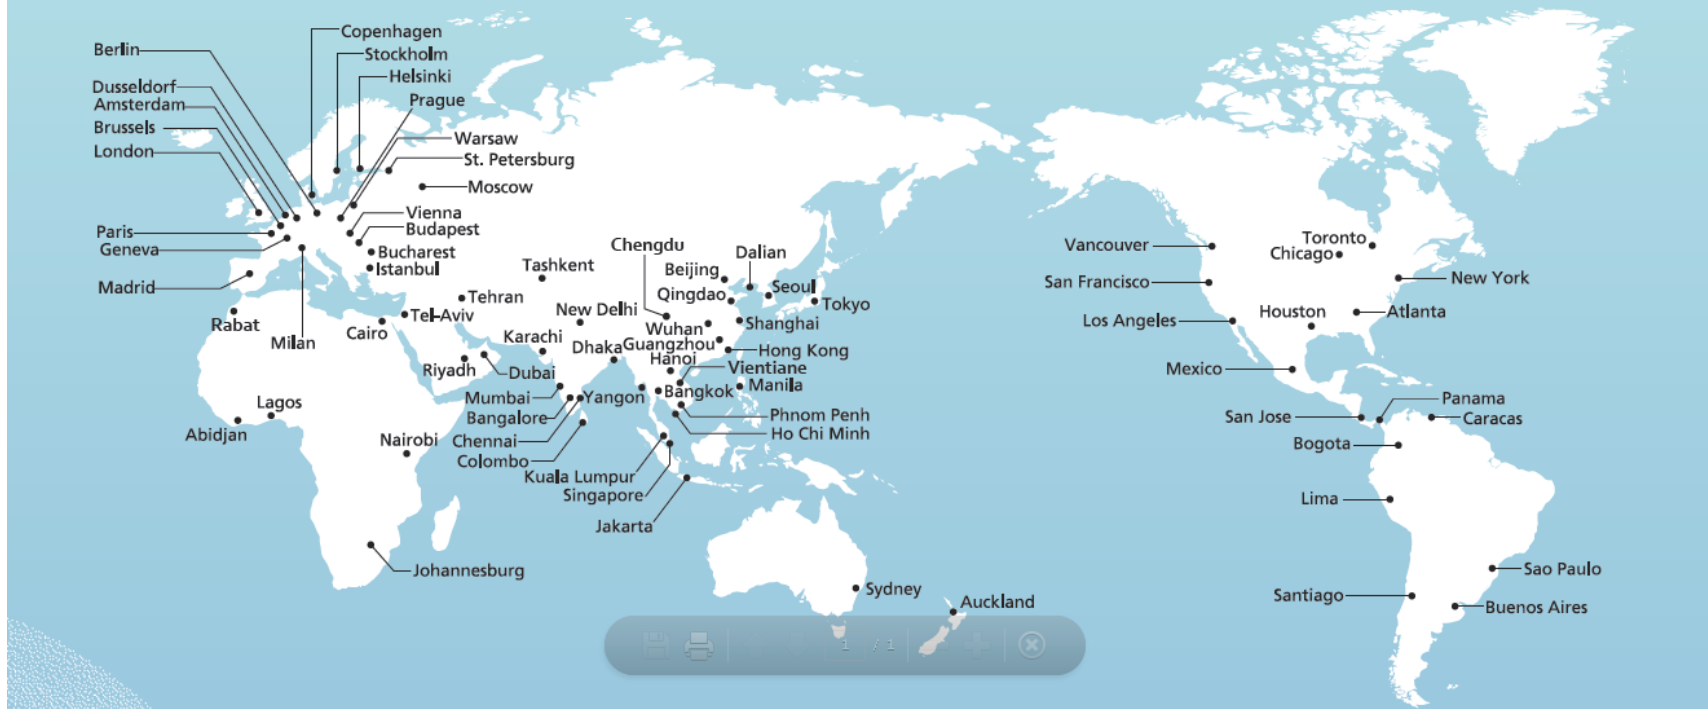 Copenhagen
Berlin
Stockholm
Helsinki
Dusseldorf
Prague
Amsterdam
Brussels
Warsaw
London
St. Petersburg
Moscow
Vienna
Paris
Budapest
Geneva
Bucharest
Istanbul
Madrid
Chengdu
Dalian
Tashkent
Beijing
Seoul
Qingdao
Tokyo
Tehran
New Delhi
Tel-Aviv
Rabat
Cairo
Milan
Wuhan
Shanghai
Karachi
Dhaka
Guangzhou
Hong Kong
Hanoi
Riyadh
Dubai
Vientiane
Manila
Mumbai
Yangon
Bangkok
Lagos
Bangalore
Phnom Penh
Abidjan
Nairobi
Chennai
Ho Chi Minh
Colombo
Kuala Lumpur
Singapore
Jakarta
Johannesburg
Sydney
Auckland
Vancouver
Toronto
Chicago
San Francisco
New York
Houston
Atlanta
Los Angeles
Mexico
Panama
San Jose
Caracas
Bogota
Lima
Sao Paulo
Santiago
Buenos Aires
1 / 1